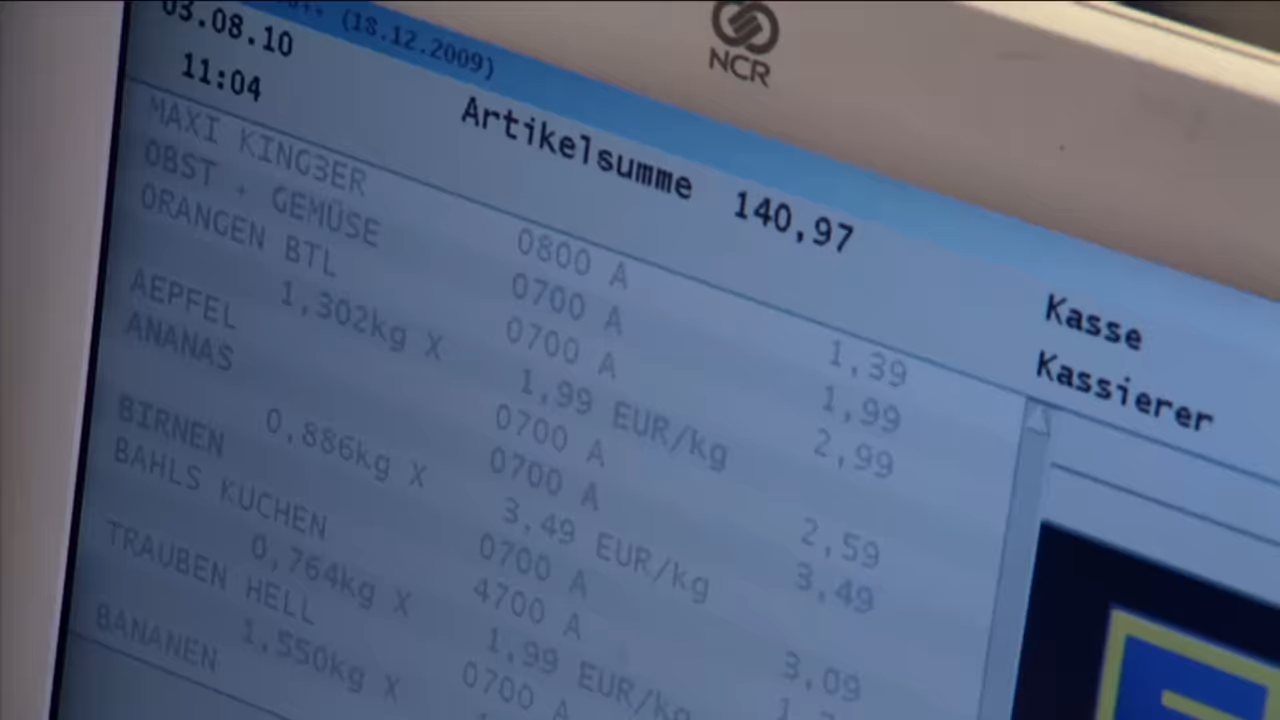 (18.12.2009)
03.08.10
11:04
NCR
Artikelsumme 140,97
Kasse
Kassierer
MAXI KING3ER 0800 A 1,39
OBST + GEMÜSE 0700 A 1,99
ORANGEN BTL 0700 A 2,99
1,302kg X 1,99 EUR/kg
AEPFEL 0700 A 2,59
ANANAS 0700 A 3,49
0,886kg X 3,49 EUR/kg
BIRNEN 0700 A 3,09
BAHLS KUCHEN 4700 A
0,764kg X 1,99 EUR/kg
TRAUBEN HELL 0700 A
1,550kg X
BANANEN